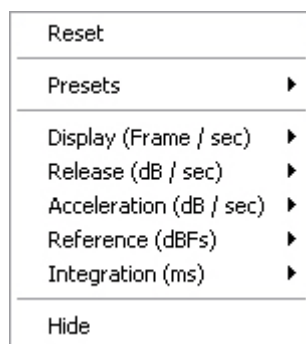 Reset
Presets
Display (Frame / sec)
Release (dB / sec)
Acceleration (dB / sec)
Reference (dBFs)
Integration (ms)
Hide